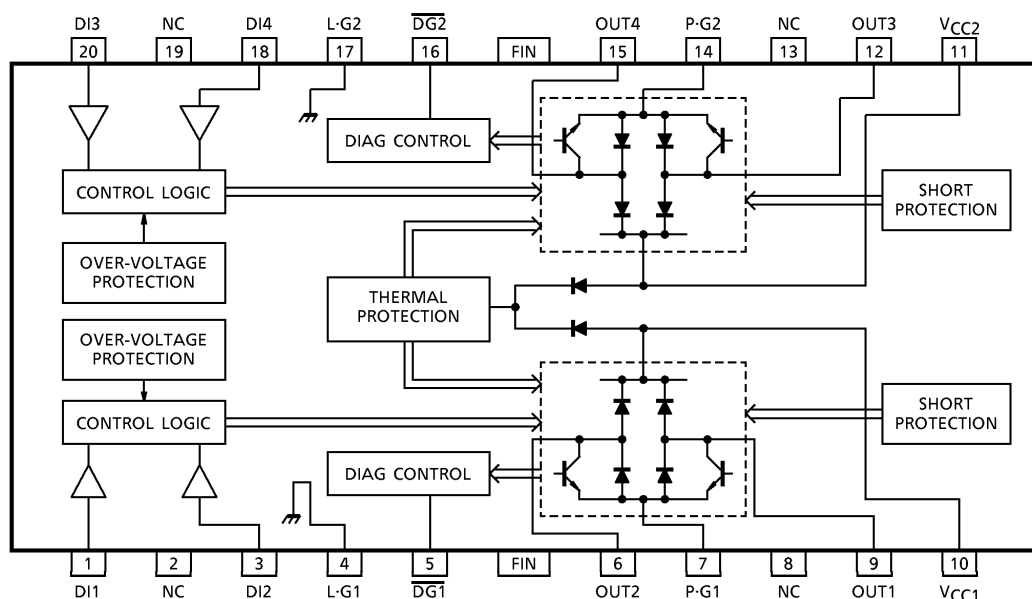 DI3 NC DI4 L·G2 DG2 OUT4 P·G2 NC OUT3 VCC2
20 19 18 17 16 FIN 15 14 13 12 11
DIAG CONTROL
CONTROL LOGIC
SHORT
PROTECTION
OVER-VOLTAGE
PROTECTION
THERMAL
PROTECTION
OVER-VOLTAGE
PROTECTION
CONTROL LOGIC
SHORT
PROTECTION
DIAG CONTROL
1 2 3 4 5 FIN 6 7 8 9 10
DI1 NC DI2 L·G1 DG1 OUT2 P·G1 NC OUT1 VCC1